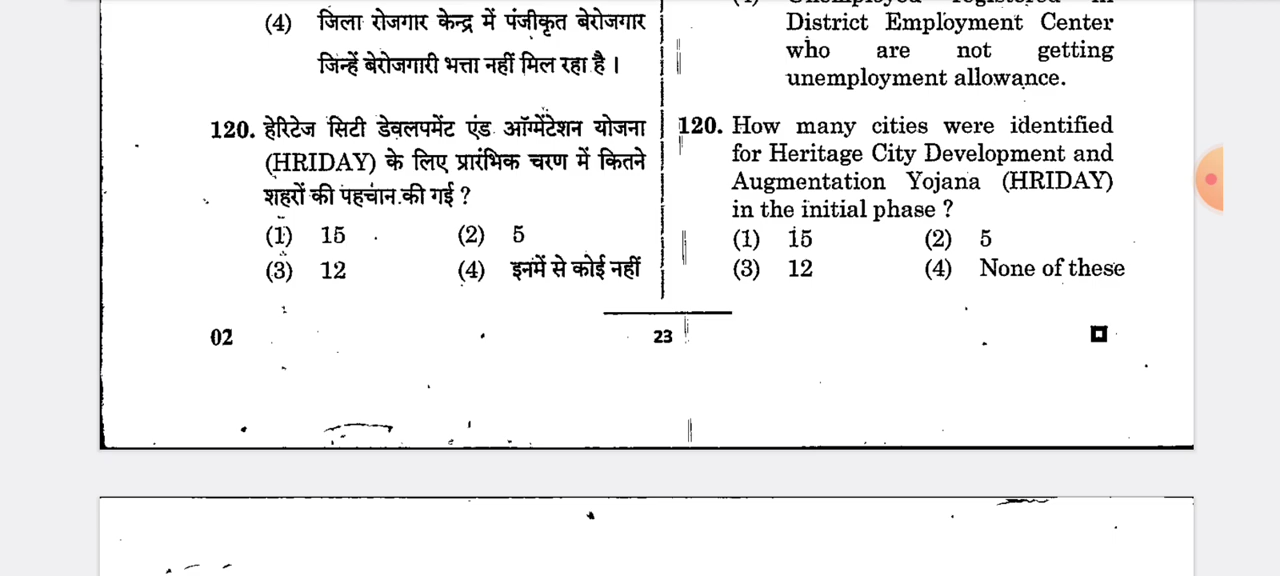 (4) जिला रोजगार केन्द्र में पंजीकृत बेरोजगार
जिन्हें बेरोजगारी भत्ता नहीं मिल रहा है ।
120. हेरिटेज सिटी डेवलपमेंट एंड ऑग्मेंटेशन योजना
(HRIDAY) के लिए प्रारंभिक चरण में कितने
शहरों की पहचान की गई ?
(1) 15 (2) 5
(3) 12 (4) इनमें से कोई नहीं
District Employment Center
who are not getting
unemployment allowance.
120. How many cities were identified
for Heritage City Development and
Augmentation Yojana (HRIDAY)
in the initial phase ?
(1) 15 (2) 5
(3) 12 (4) None of these
02
23